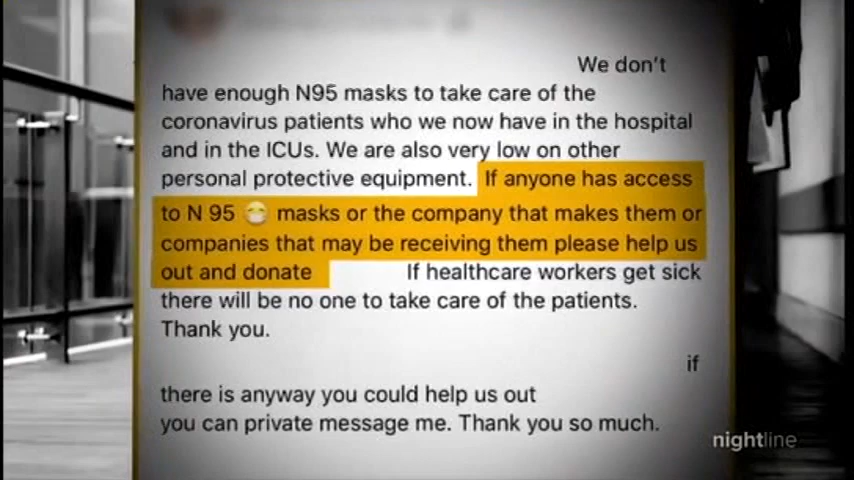 We don't
have enough N95 masks to take care of the
coronavirus patients who we now have in the hospital
and in the ICUs. We are also very low on other
personal protective equipment. If anyone has access
to N 95 😷 masks or the company that makes them or
companies that may be receiving them please help us
out and donate If healthcare workers get sick
there will be no one to take care of the patients.
Thank you.
if
there is anyway you could help us out
you can private message me. Thank you so much.
nightline